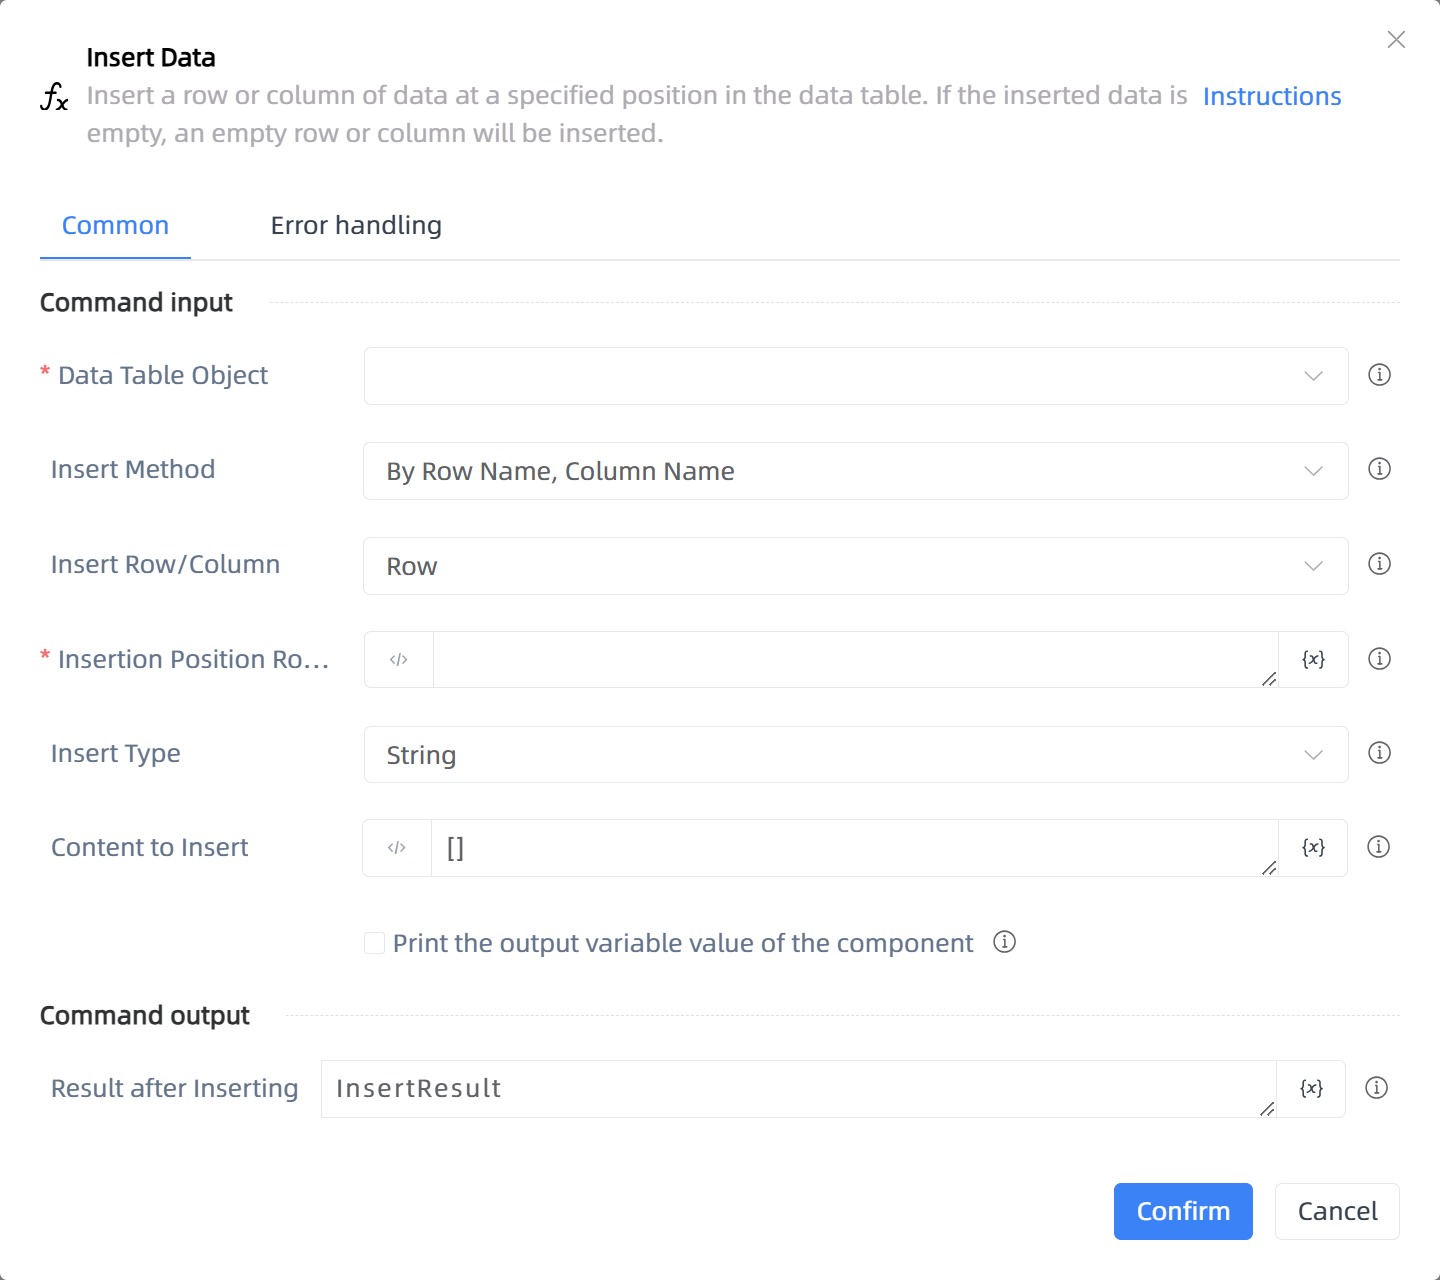 Insert Data
fx
Insert a row or column of data at a specified position in the data table. If the inserted data is
empty, an empty row or column will be inserted.
Instructions
Common
Error handling
Command input
* Data Table Object
Insert Method
By Row Name, Column Name
Insert Row/Column
Row
* Insertion Position Ro...
</>
{x}
Insert Type
String
Content to Insert
</>
[]
{x}
Print the output variable value of the component
Command output
Result after Inserting
InsertResult
{x}
Confirm
Cancel